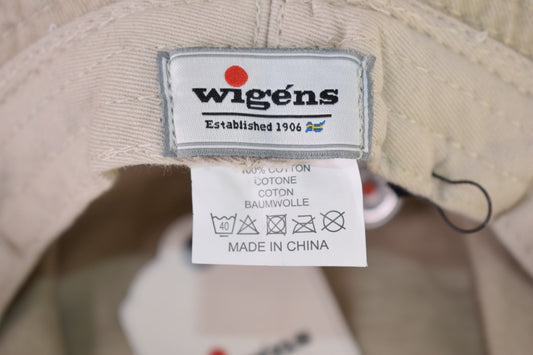 wigéns
Established 1906
100% COTTON
COTONE
COTON
BAUMWOLLE
40
MADE IN CHINA